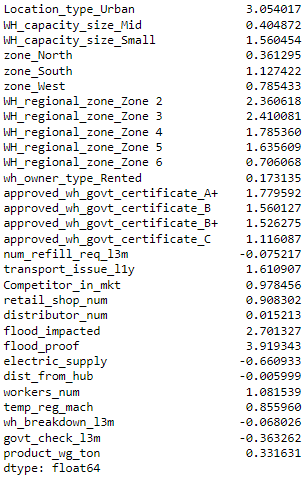 Location_type_Urban 3.054017
WH_capacity_size_Mid 0.404872
WH_capacity_size_Small 1.560454
zone_North 0.361295
zone_South 1.127422
zone_West 0.785433
WH_regional_zone_Zone 2 2.360618
WH_regional_zone_Zone 3 2.410081
WH_regional_zone_Zone 4 1.785360
WH_regional_zone_Zone 5 1.635609
WH_regional_zone_Zone 6 0.706068
wh_owner_type_Rented 0.173135
approved_wh_govt_certificate_A+ 1.779592
approved_wh_govt_certificate_B 1.560127
approved_wh_govt_certificate_B+ 1.526275
approved_wh_govt_certificate_C 1.116087
num_refill_req_l3m -0.075217
transport_issue_l1y 1.610907
Competitor_in_mkt 0.978456
retail_shop_num 0.908302
distributor_num 0.015213
flood_impacted 2.701327
flood_proof 3.919343
electric_supply -0.660933
dist_from_hub -0.005999
workers_num 1.081539
temp_reg_mach 0.855960
wh_breakdown_l3m -0.068026
govt_check_l3m -0.363262
product_wg_ton 0.331631
dtype: float64